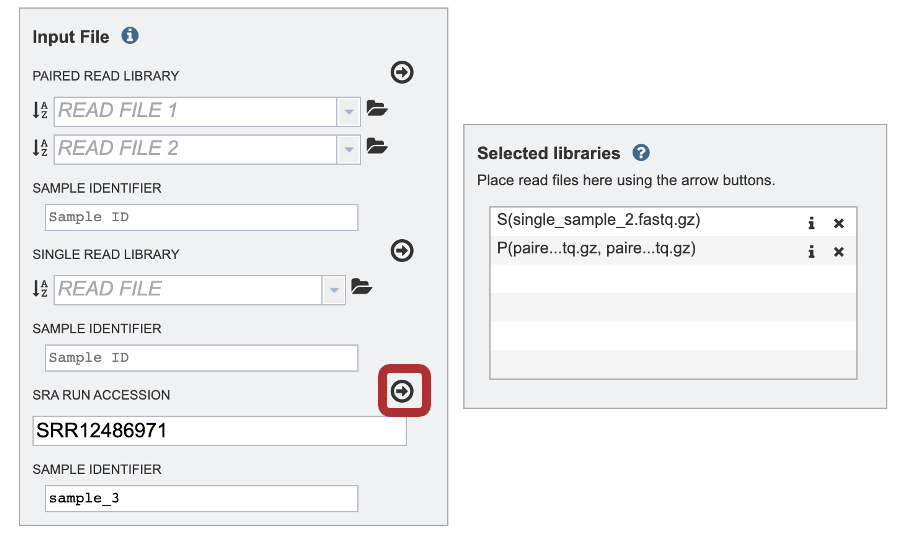 Input File
PAIRED READ LIBRARY
READ FILE 1
READ FILE 2
SAMPLE IDENTIFIER
Sample ID
SINGLE READ LIBRARY
READ FILE
SAMPLE IDENTIFIER
Sample ID
SRA RUN ACCESSION
SRR12486971
SAMPLE IDENTIFIER
sample_3
Selected libraries
Place read files here using the arrow buttons.
S(single_sample_2.fastq.gz)
P(paire...tq.gz, paire...tq.gz)